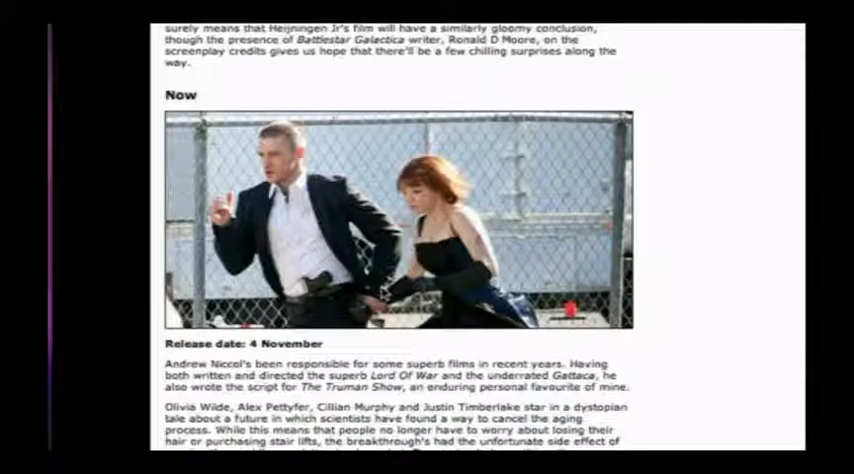 surely means that Heijningen Jr's film will have a similarly gloomy conclusion,
though the presence of Battlestar Galactica writer, Ronald D Moore, on the
screenplay credits gives us hope that there'll be a few chilling surprises along the
way.
Now
Release date: 4 November
Andrew Niccol's been responsible for some superb films in recent years. Having
both written and directed the superb Lord Of War and the underrated Gattaca, he
also wrote the script for The Truman Show, an enduring personal favourite of mine.
Olivia Wilde, Alex Pettyfer, Cillian Murphy and Justin Timberlake star in a dystopian
tale about a future in which scientists have found a way to cancel the aging
process. While this means that people no longer have to worry about losing their
hair or purchasing stair lifts, the breakthrough's had the unfortunate side effect of